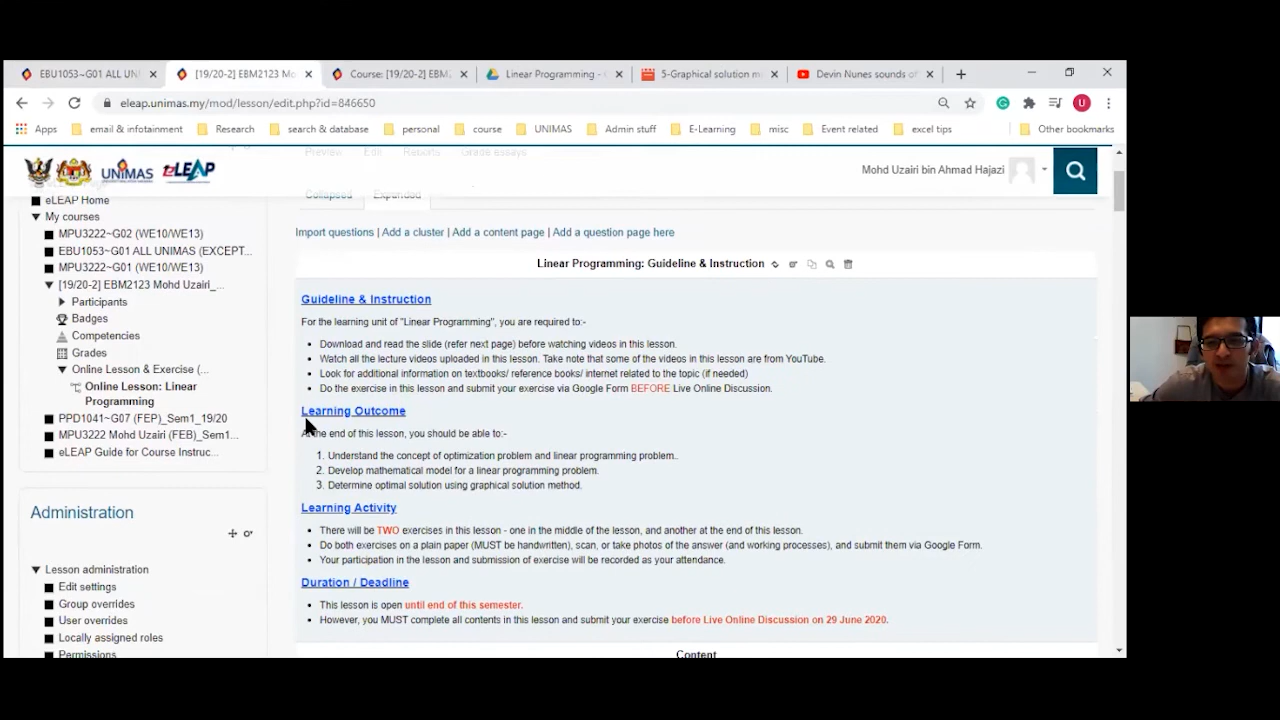 EBU1053~G01 ALL UNI
[19/20-2] EBM2123 Mo
Course: [19/20-2] EBM
Linear Programming -
5-Graphical solution m
Devin Nunes sounds of
eleap.unimas.my/mod/lesson/edit.php?id=846650
U
Apps
email & infotainment
Research
search & database
personal
course
UNIMAS
Admin stuff
E-Learning
misc
Event related
excel tips
Other bookmarks
Preview Edit Reports Grade essays
UNIMAS eLEAP
Mohd Uzairi bin Ahmad Hajazi
Collapsed Expanded
eLEAP Home
My courses
MPU3222~G02 (WE10/WE13)
EBU1053~G01 ALL UNIMAS (EXCEPT...
MPU3222~G01 (WE10/WE13)
[19/20-2] EBM2123 Mohd Uzairi_...
Participants
Badges
Competencies
Grades
Online Lesson & Exercise (...
Online Lesson: Linear
Programming
PPD1041~G07 (FEP)_Sem1_19/20
MPU3222 Mohd Uzairi (FEB)_Sem1...
eLEAP Guide for Course Instruc...
Administration
Lesson administration
Edit settings
Group overrides
User overrides
Locally assigned roles
Permissions
Import questions | Add a cluster | Add a content page | Add a question page here
Linear Programming: Guideline & Instruction
Guideline & Instruction
For the learning unit of "Linear Programming", you are required to:-
Download and read the slide (refer next page) before watching videos in this lesson.
Watch all the lecture videos uploaded in this lesson. Take note that some of the videos in this lesson are from YouTube.
Look for additional/ information on textbooks/ reference books/ internet related to the topic (if needed)
Do the exercise in this lesson and submit your exercise via Google Form BEFORE Live Online Discussion.
Learning Outcome
At the end of this lesson, you should be able to:-
1. Understand the concept of optimization problem and linear programming problem..
2. Develop mathematical model for a linear programming problem.
3. Determine optimal solution using graphical solution method.
Learning Activity
There will be TWO exercises in this lesson - one in the middle of the lesson, and another at the end of this lesson.
Do both exercises on a plain paper (MUST be handwritten), scan, or take photos of the answer (and working processes), and submit them via Google Form.
Your participation in the lesson and submission of exercise will be recorded as your attendance.
Duration / Deadline
This lesson is open until end of this semester.
However, you MUST complete all contents in this lesson and submit your exercise before Live Online Discussion on 29 June 2020.
Content